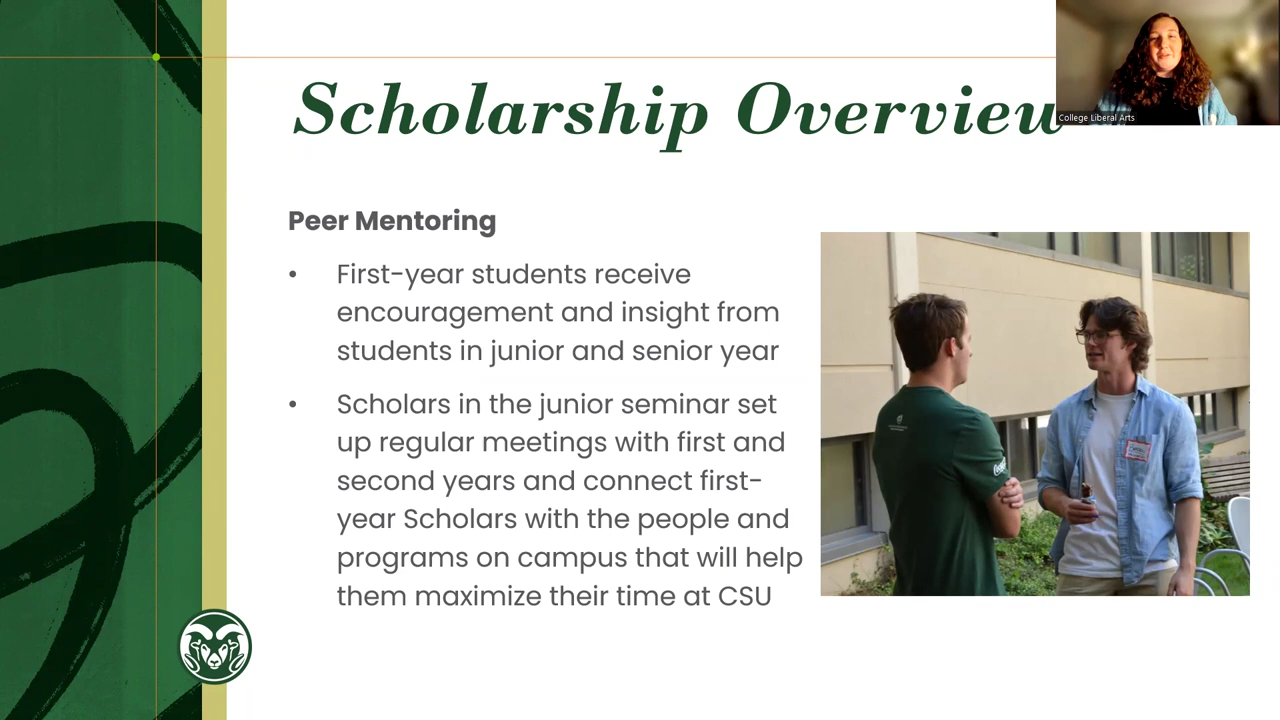 Scholarship Overview
College Liberal Arts
Peer Mentoring
• First-year students receive
encouragement and insight from
students in junior and senior year
• Scholars in the junior seminar set
up regular meetings with first and
second years and connect first-
year Scholars with the people and
programs on campus that will help
them maximize their time at CSU